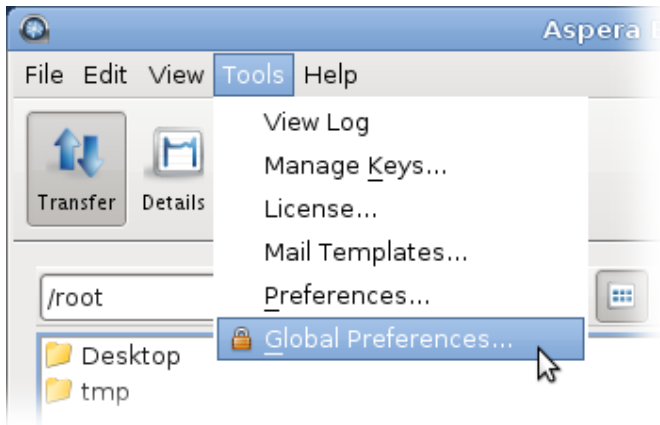 Aspera
File Edit View Tools Help
View Log
Manage Keys...
License...
Mail Templates...
Preferences...
Global Preferences...
Transfer Details
/root
Desktop
tmp